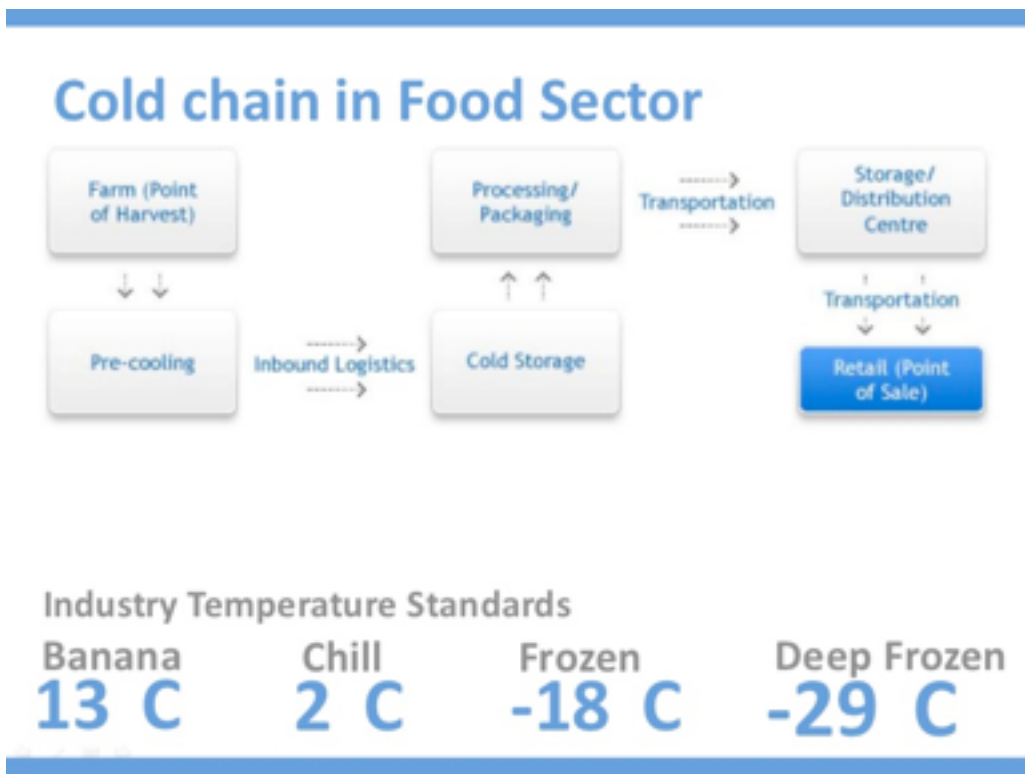 Cold chain in Food Sector
Farm (Point
of Harvest)
Pre-cooling
Inbound Logistics
Cold Storage
Processing/
Packaging
Transportation
Storage/
Distribution
Centre
Transportation
Retail (Point
of Sale)
Industry Temperature Standards
Banana Chill Frozen Deep Frozen
13 C 2 C -18 C -29 C